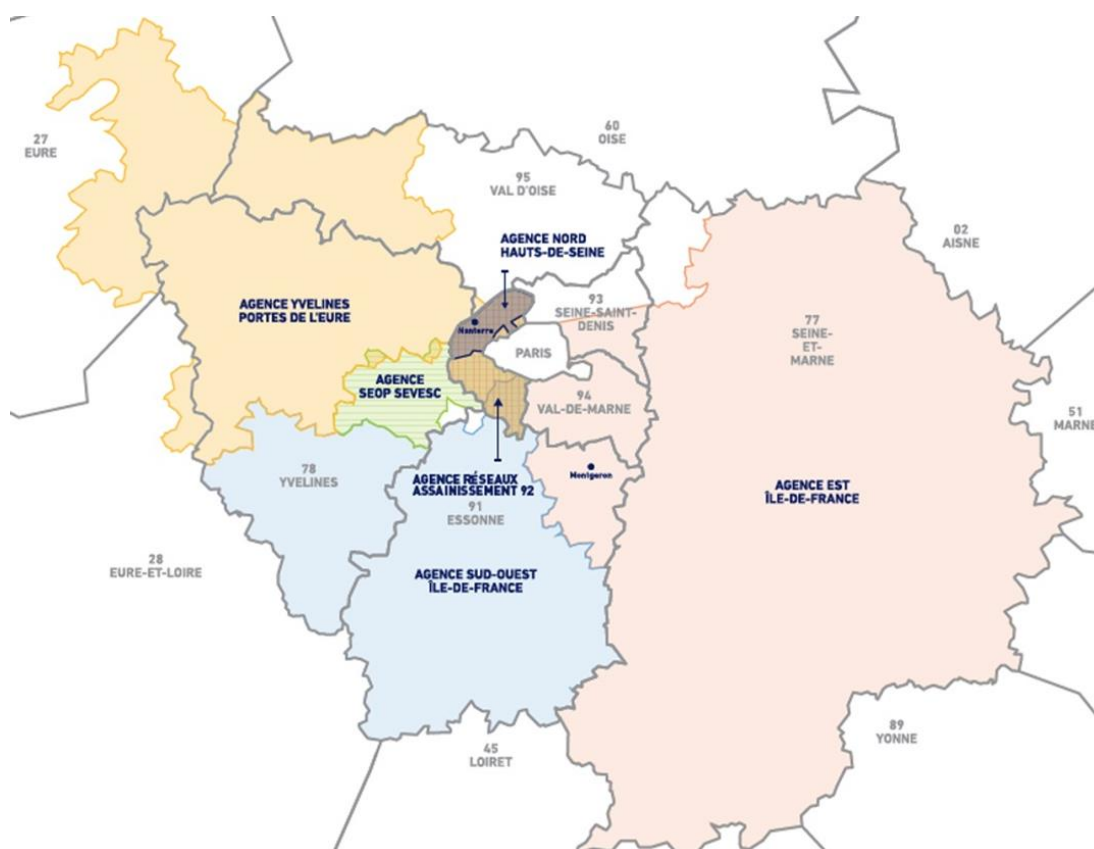 60
OISE
27
EURE
95
VAL D'OISE
02
AISNE
AGENCE NORD
HAUTS-DE-SEINE
AGENCE YVELINES
PORTES DE L'EURE
93
SEINE-SAINT-
DENIS
77
SEINE-
ET-
MARNE
Nanterre
PARIS
AGENCE
SEOP SEVESC
94
VAL-DE-MARNE
51
MARNE
78
YVELINES
Montgeron
AGENCE RÉSEAUX
ASSAINISSEMENT 92
91
ESSONNE
AGENCE EST
ÎLE-DE-FRANCE
28
EURE-ET-LOIRE
AGENCE SUD-OUEST
ÎLE-DE-FRANCE
89
YONNE
45
LOIRET